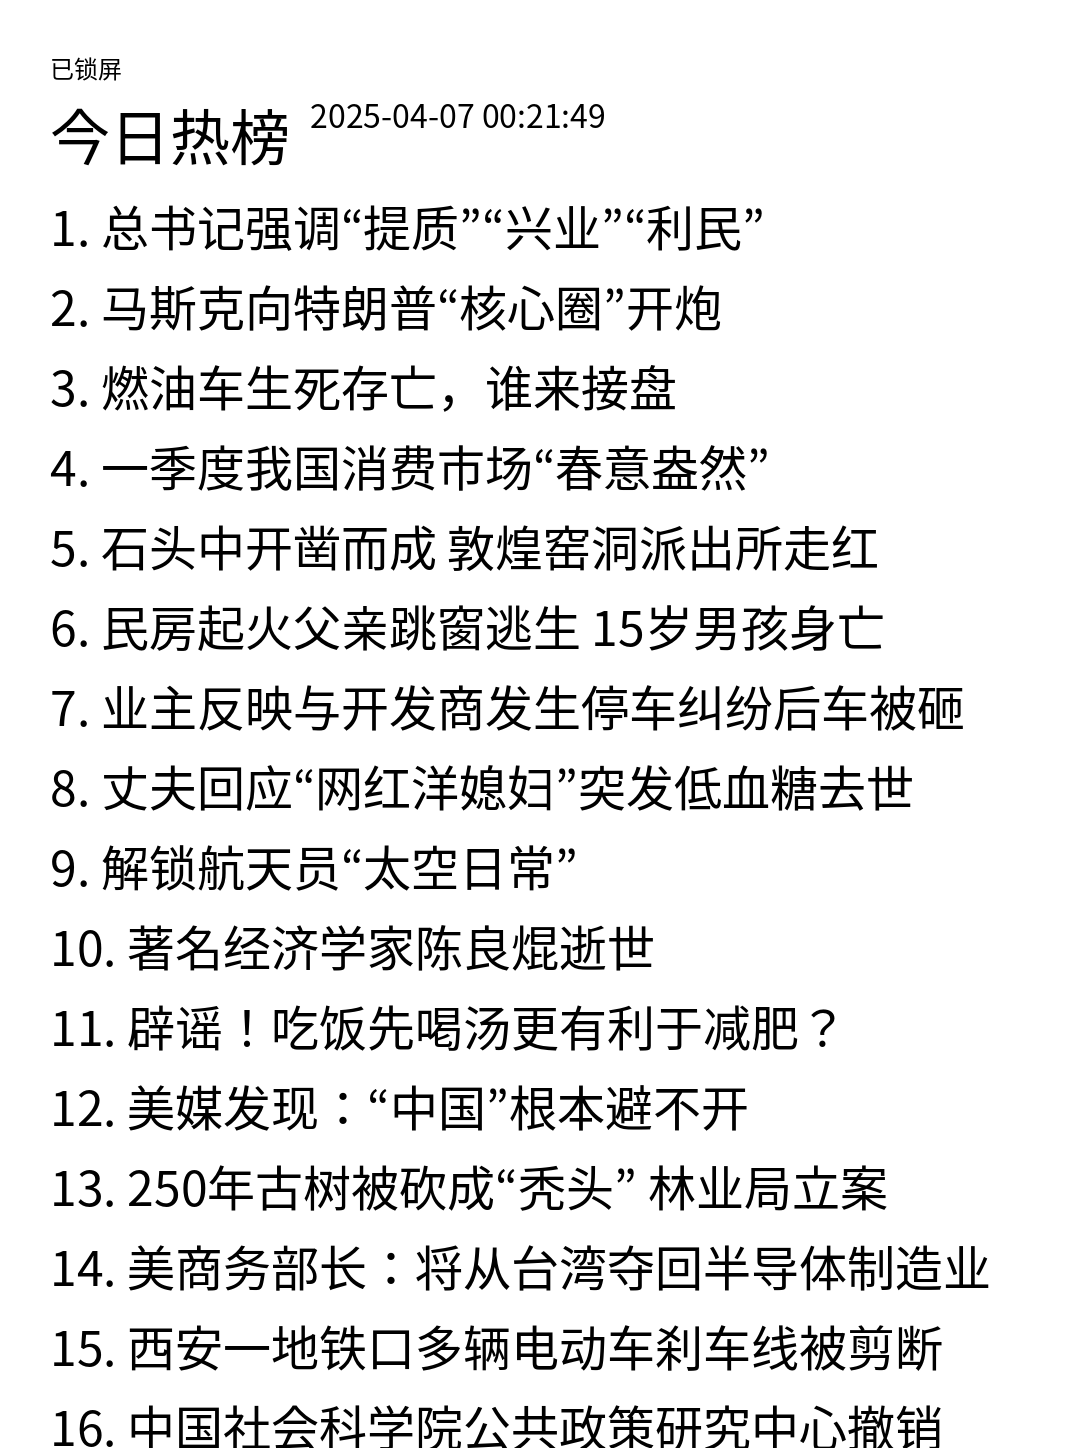 已锁屏
今日热榜 2025-04-07 00:21:49
1. 总书记强调“提质”“兴业”“利民”
2. 马斯克向特朗普“核心圈”开炮
3. 燃油车生死存亡，谁来接盘
4. 一季度我国消费市场“春意盎然”
5. 石头中开凿而成 敦煌窑洞派出所走红
6. 民房起火父亲跳窗逃生 15岁男孩身亡
7. 业主反映与开发商发生停车纠纷后车被砸
8. 丈夫回应“网红洋媳妇”突发低血糖去世
9. 解锁航天员“太空日常”
10. 著名经济学家陈良焜逝世
11. 辟谣！吃饭先喝汤更有利于减肥？
12. 美媒发现：“中国”根本避不开
13. 250年古树被砍成“秃头” 林业局立案
14. 美商务部长：将从台湾夺回半导体制造业
15. 西安一地铁口多辆电动车刹车线被剪断
16. 中国社会科学院公共政策研究中心撤销